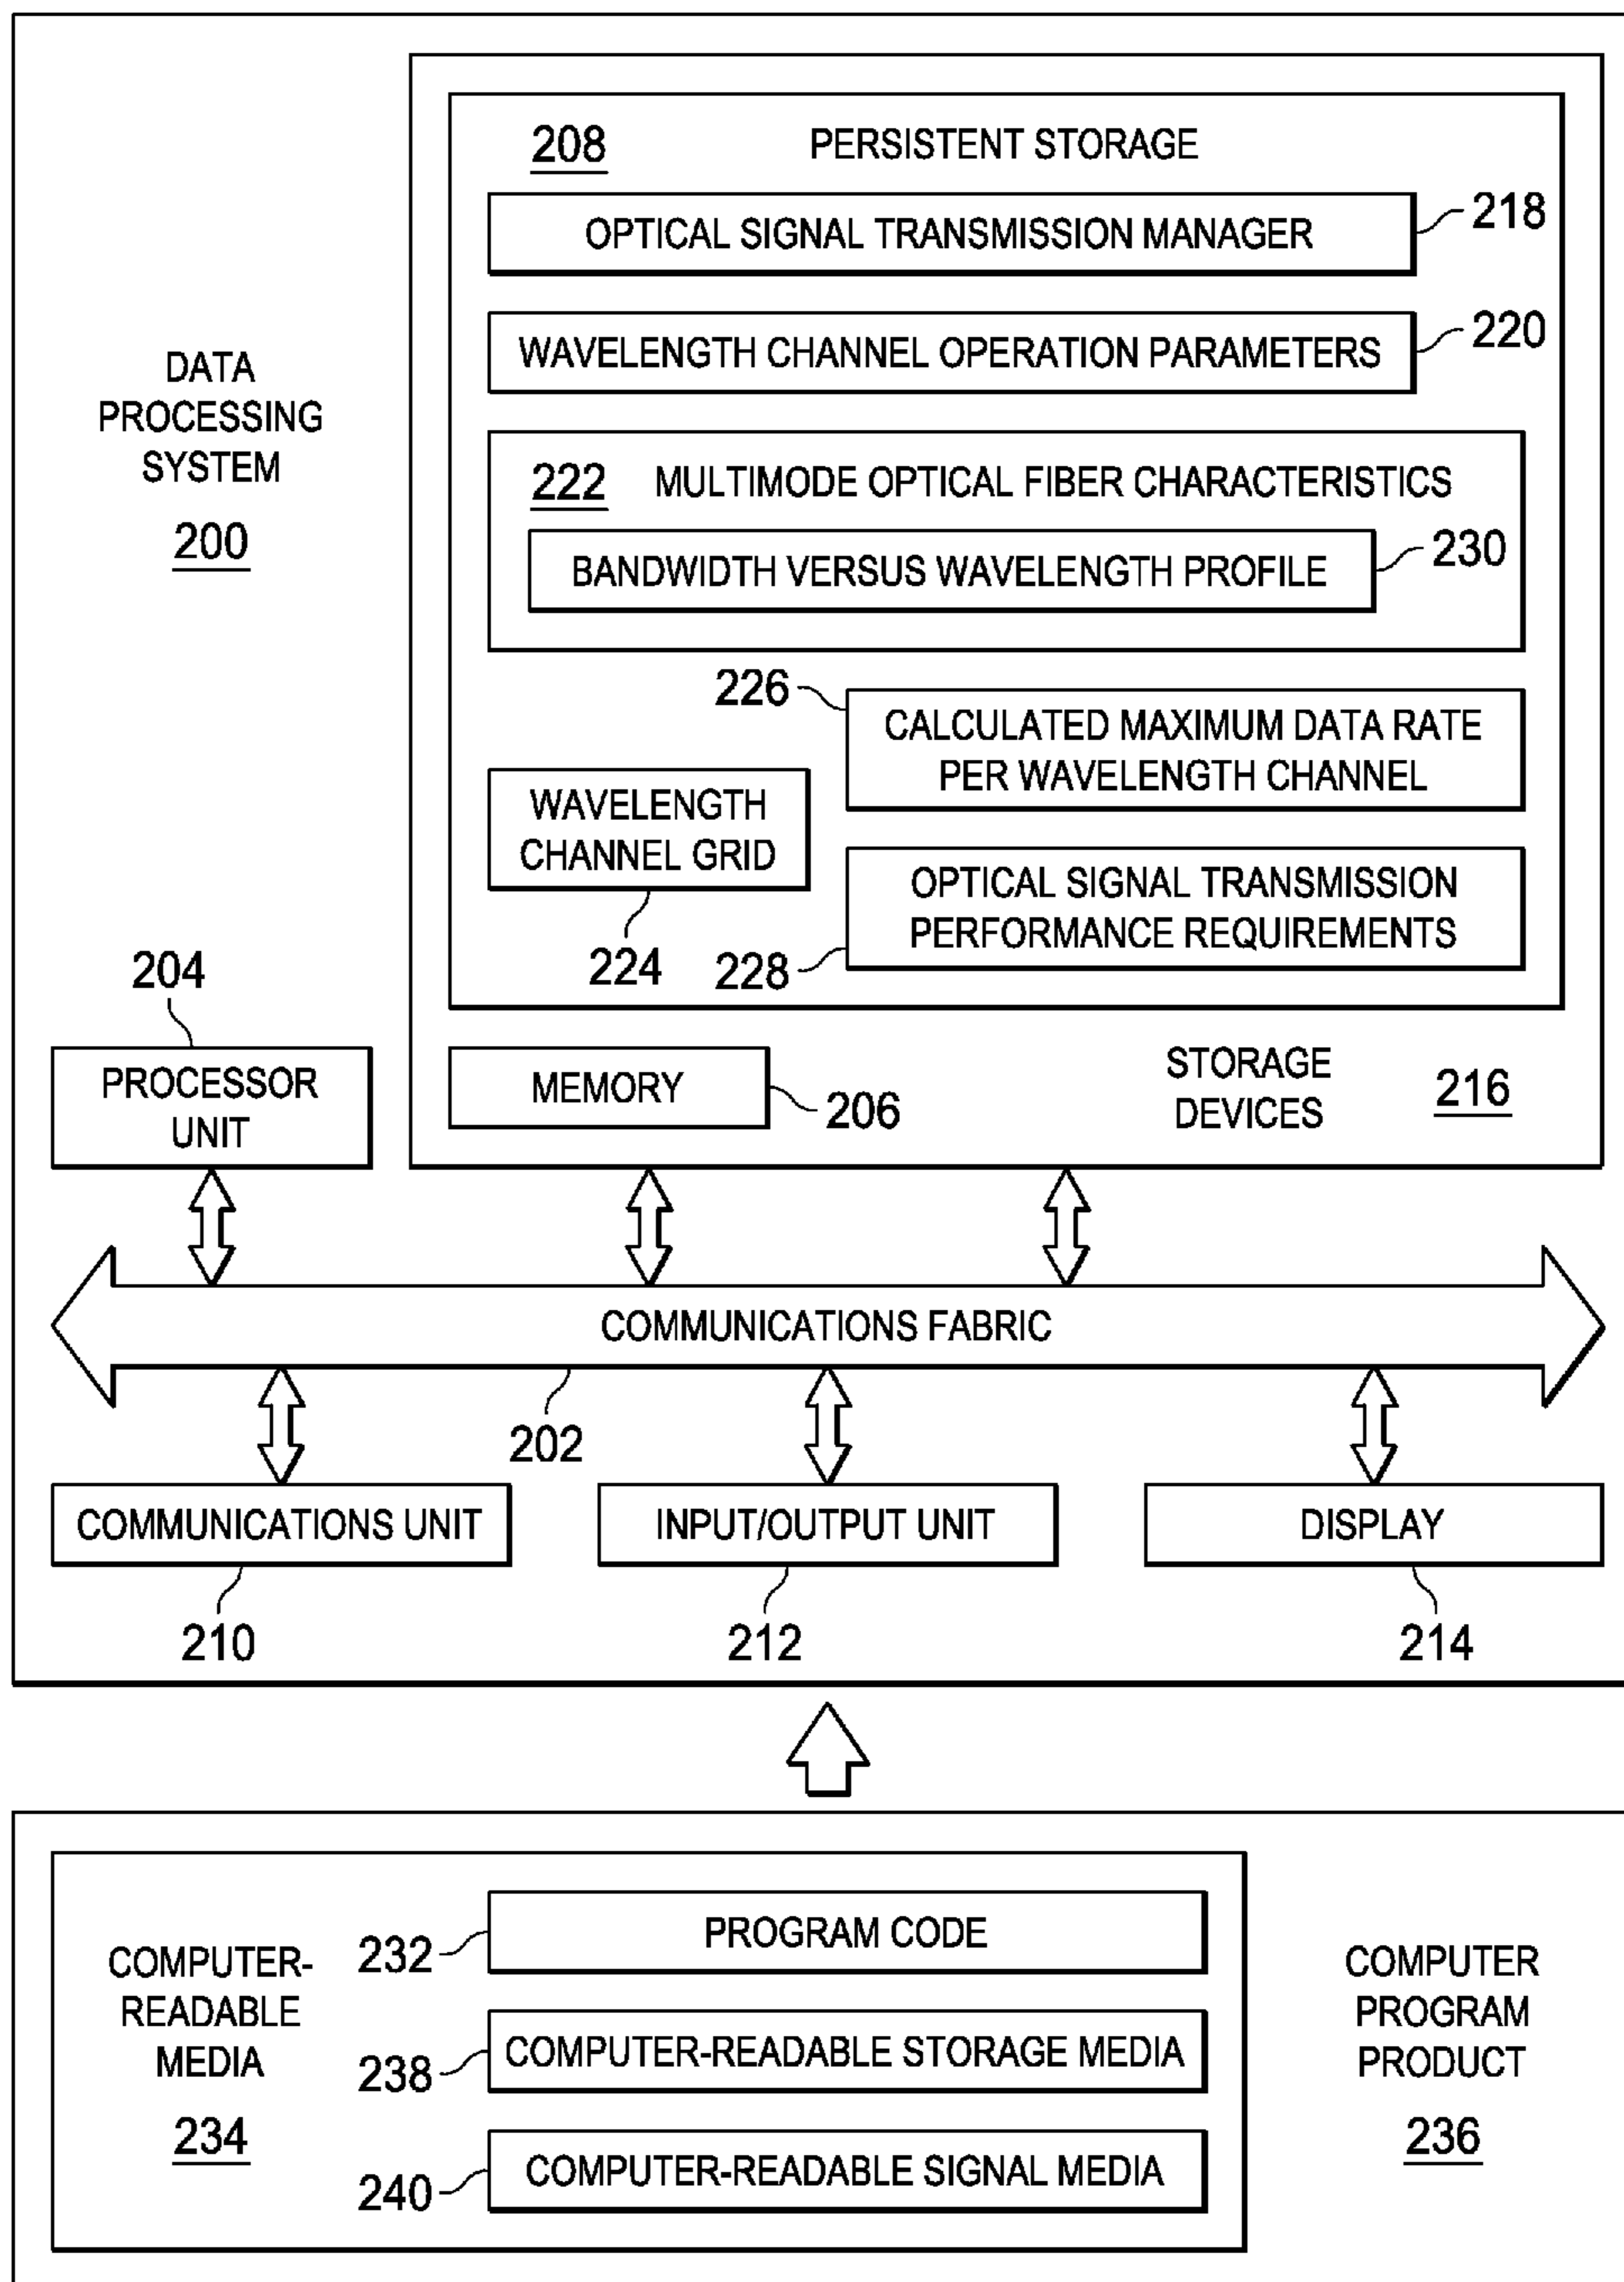 208
PERSISTENT STORAGE
OPTICAL SIGNAL TRANSMISSION MANAGER
218
WAVELENGTH CHANNEL OPERATION PARAMETERS
220
DATA
PROCESSING
SYSTEM
200
222
MULTIMODE OPTICAL FIBER CHARACTERISTICS
BANDWIDTH VERSUS WAVELENGTH PROFILE
230
226
CALCULATED MAXIMUM DATA RATE
PER WAVELENGTH CHANNEL
WAVELENGTH
CHANNEL GRID
224
OPTICAL SIGNAL TRANSMISSION
PERFORMANCE REQUIREMENTS
228
204
PROCESSOR
UNIT
MEMORY
206
STORAGE
DEVICES
216
COMMUNICATIONS FABRIC
202
COMMUNICATIONS UNIT
INPUT/OUTPUT UNIT
DISPLAY
210
212
214
COMPUTER-
READABLE
MEDIA
234
232
PROGRAM CODE
238
COMPUTER-READABLE STORAGE MEDIA
240
COMPUTER-READABLE SIGNAL MEDIA
COMPUTER
PROGRAM
PRODUCT
236